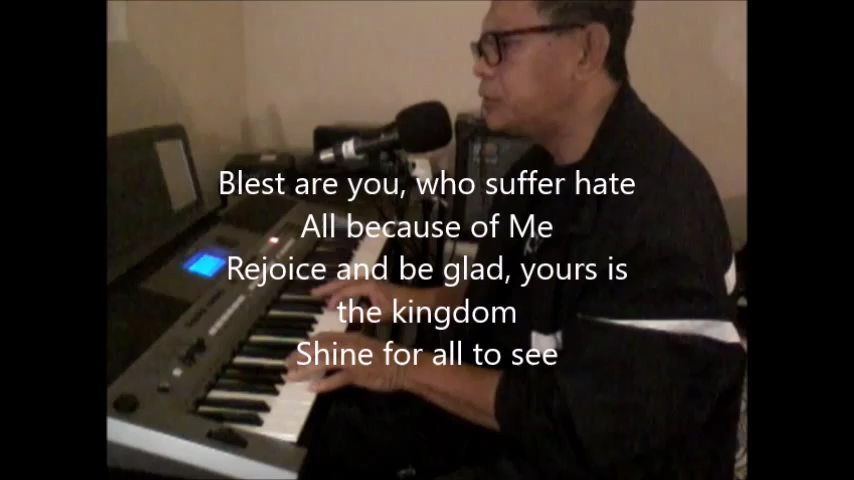 Blest are you, who suffer hate
All because of Me
Rejoice and be glad, yours is
the kingdom
Shine for all to see